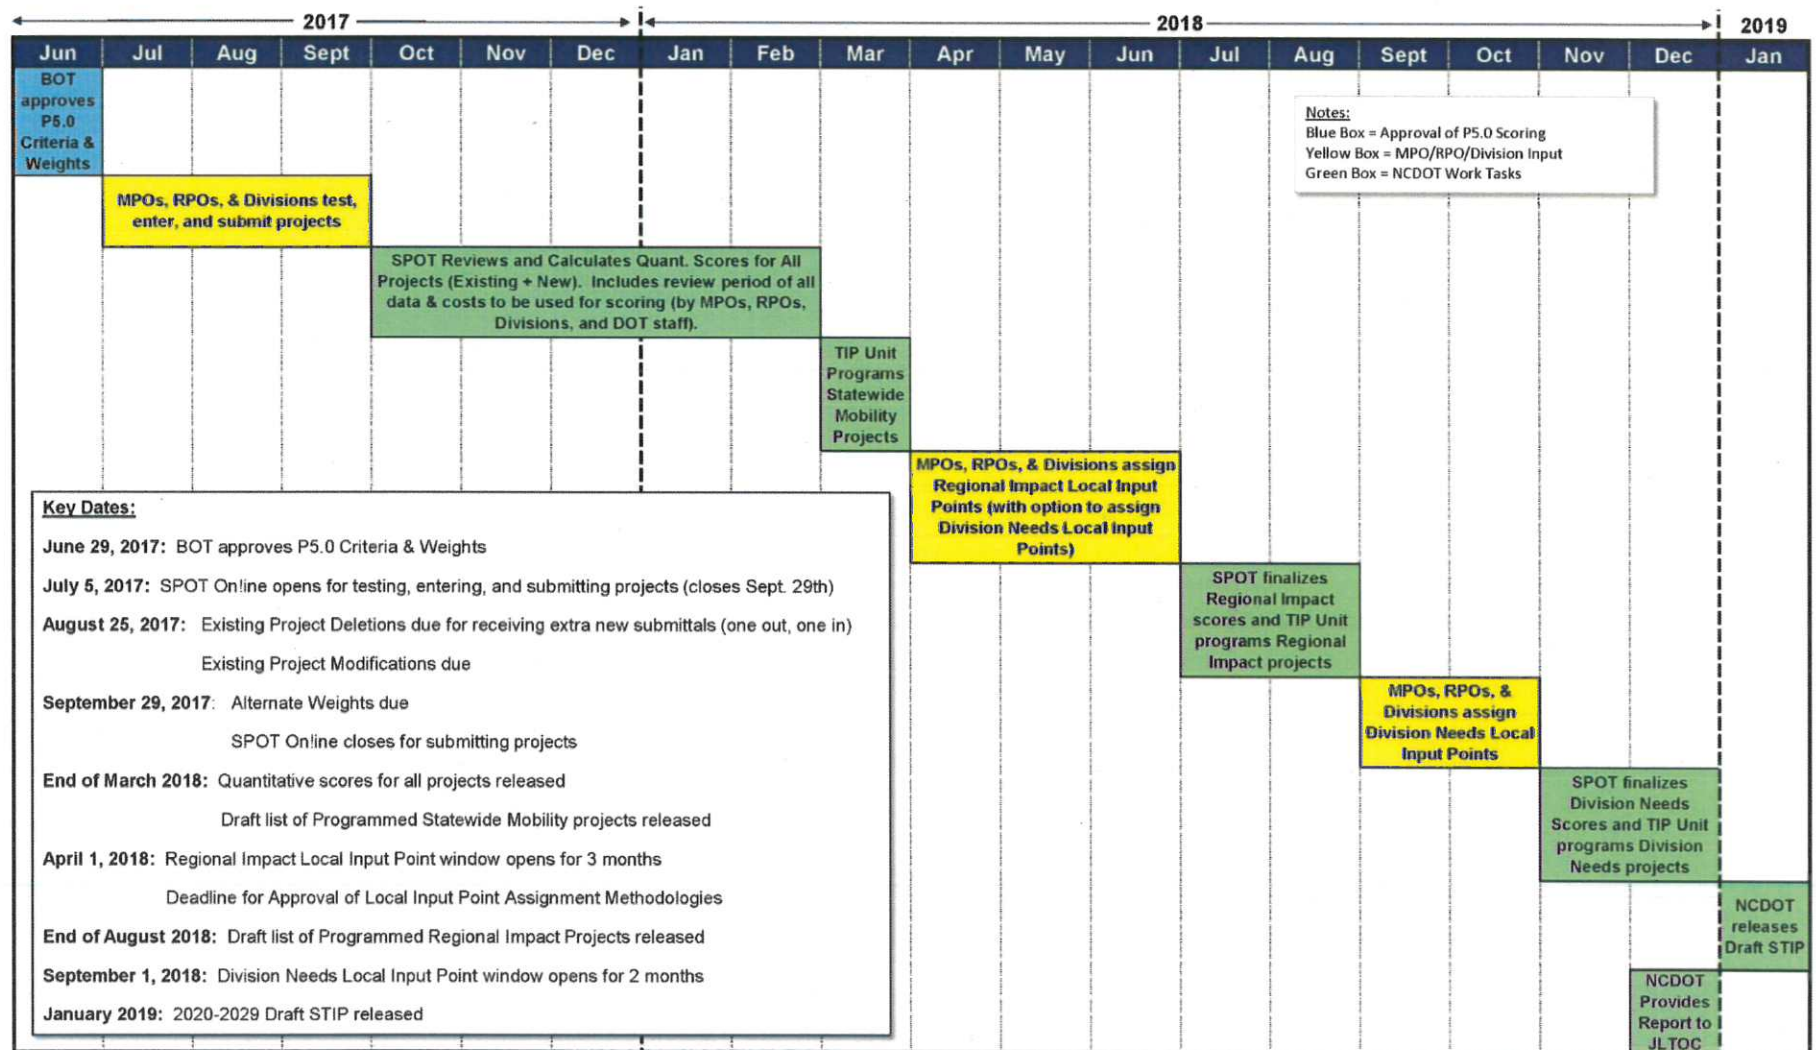 2017
2018
2019
Jun Jul Aug Sept Oct Nov Dec Jan Feb Mar Apr May Jun Jul Aug Sept Oct Nov Dec Jan
BOT
approves
P5.0
Criteria &
Weights
Notes:
Blue Box = Approval of P5.0 Scoring
Yellow Box = MPO/RPO/Division Input
Green Box = NCDOT Work Tasks
MPOs, RPOs, & Divisions test,
enter, and submit projects
SPOT Reviews and Calculates Quant. Scores for All
Projects (Existing + New). Includes review period of all
data & costs to be used for scoring (by MPOs, RPOs,
Divisions, and DOT staff).
TIP Unit
Programs
Statewide
Mobility
Projects
MPOs, RPOs, & Divisions assign
Regional Impact Local Input
Points (with option to assign
Division Needs Local Input
Points)
SPOT finalizes
Regional Impact
scores and TIP Unit
programs Regional
Impact projects
MPOs, RPOs, &
Divisions assign
Division Needs Local
Input Points
SPOT finalizes
Division Needs
Scores and TIP Unit
programs Division
Needs projects
NCDOT
releases
Draft STIP
NCDOT
Provides
Report to
JLTOC
Key Dates:
June 29, 2017: BOT approves P5.0 Criteria & Weights
July 5, 2017: SPOT On!ine opens for testing, entering, and submitting projects (closes Sept. 29th)
August 25, 2017: Existing Project Deletions due for receiving extra new submittals (one out, one in)
Existing Project Modifications due
September 29, 2017: Alternate Weights due
SPOT On!ine closes for submitting projects
End of March 2018: Quantitative scores for all projects released
Draft list of Programmed Statewide Mobility projects released
April 1, 2018: Regional Impact Local Input Point window opens for 3 months
Deadline for Approval of Local Input Point Assignment Methodologies
End of August 2018: Draft list of Programmed Regional Impact Projects released
September 1, 2018: Division Needs Local Input Point window opens for 2 months
January 2019: 2020-2029 Draft STIP released